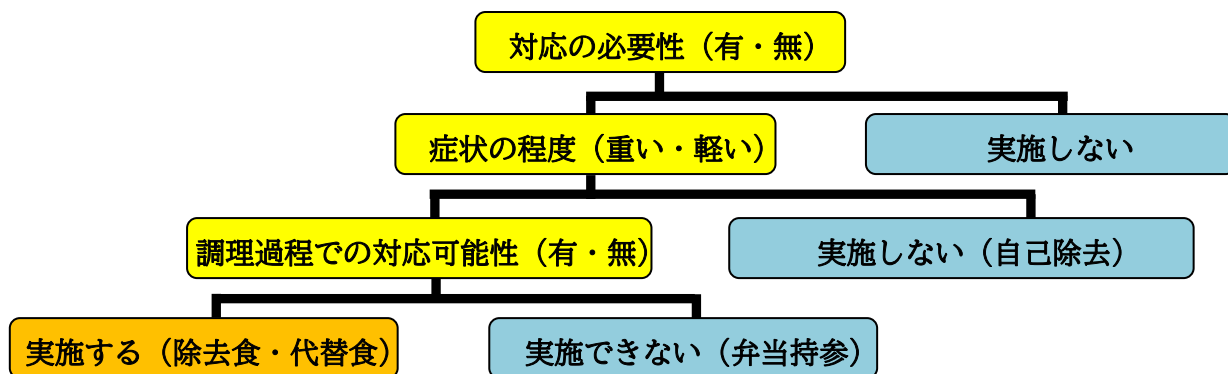 対応の必要性（有・無）
症状の程度（重い・軽い）
実施しない
調理過程での対応可能性（有・無）
実施しない（自己除去）
実施する（除去食・代替食）
実施できない（弁当持参）